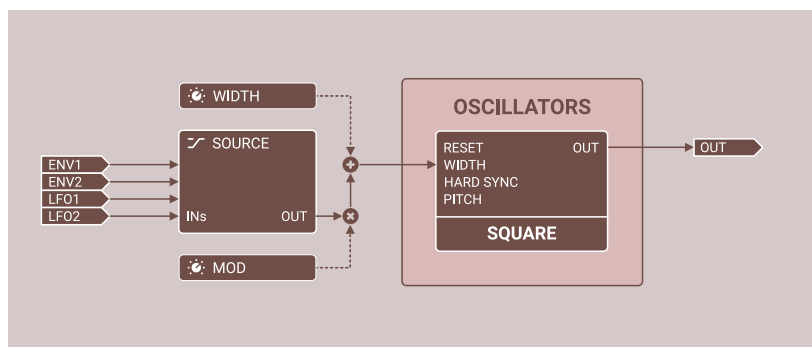 WIDTH
OSCILLATORS
SOURCE
RESET OUT
WIDTH
HARD SYNC
PITCH
OUT
ENV1
ENV2
LFO1
LFO2
INs OUT
SQUARE
MOD